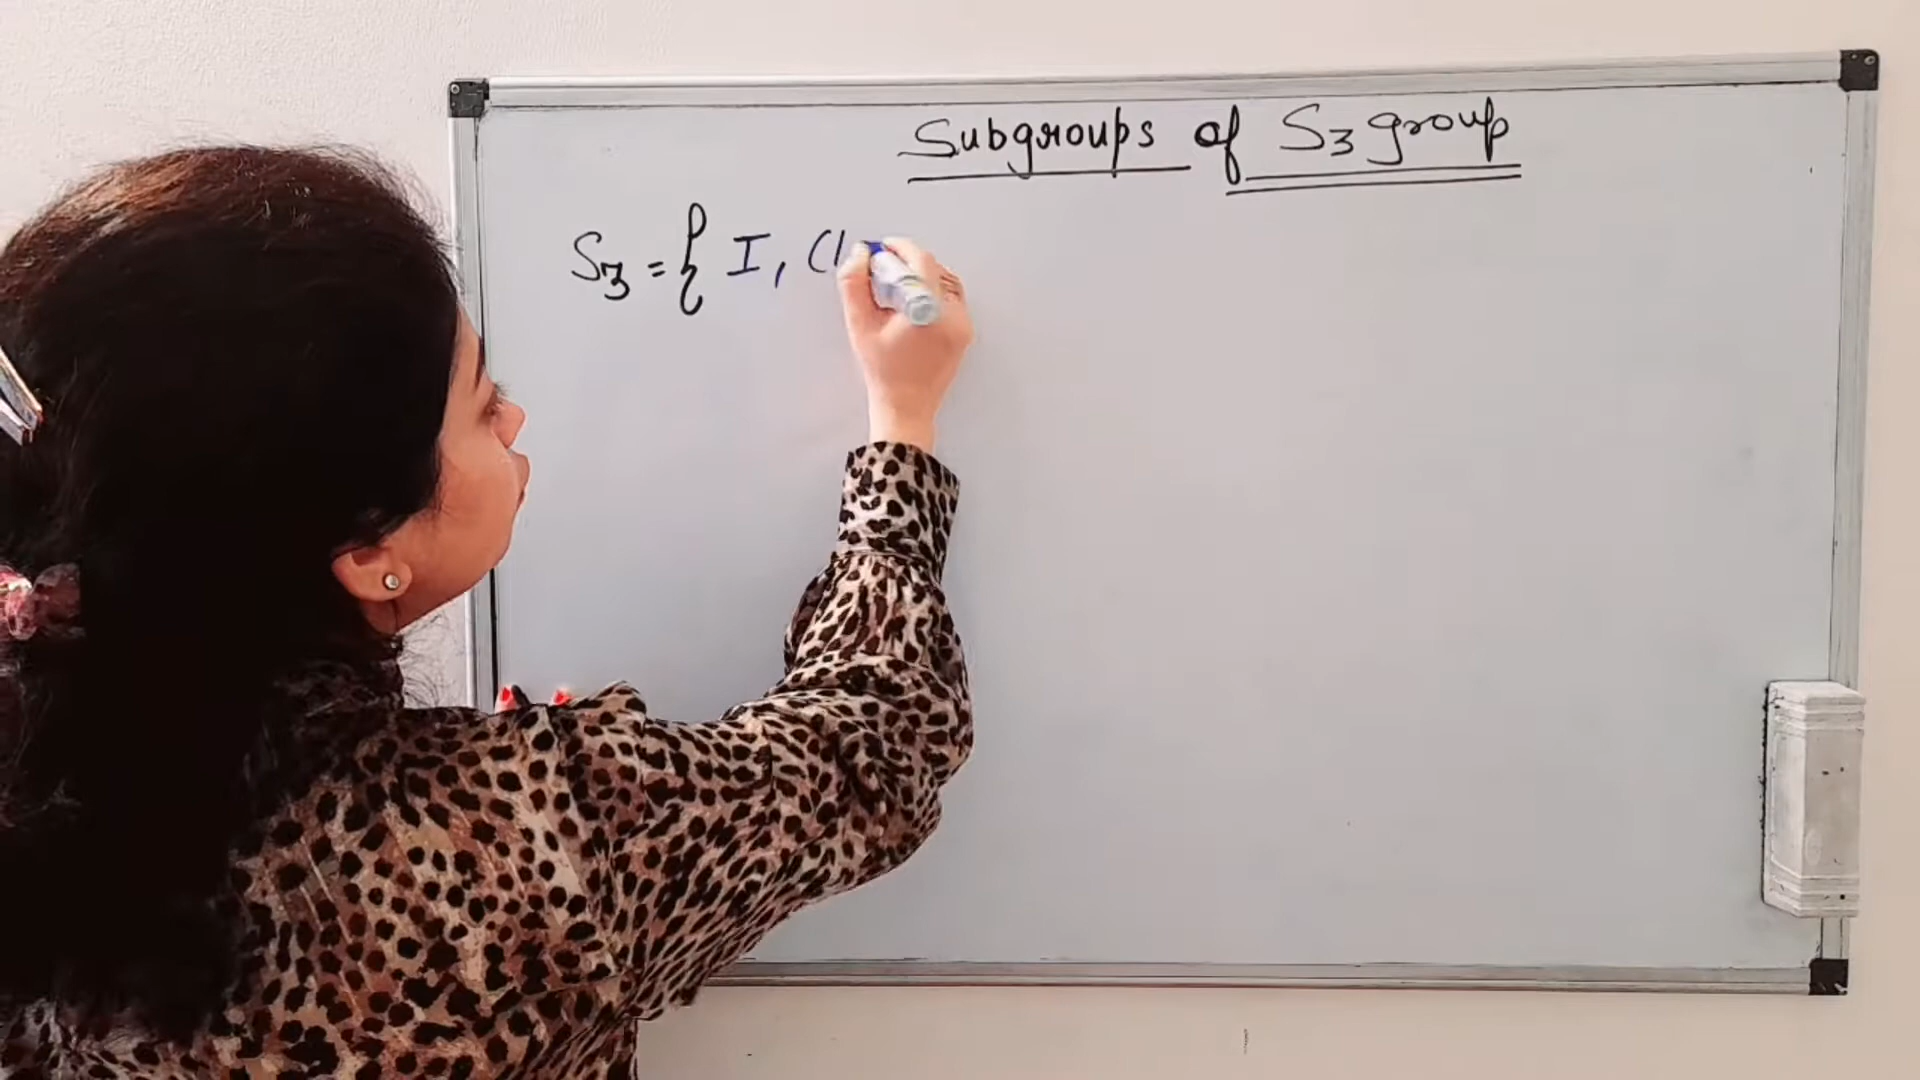 Subgroups of S3 group
S3 = { I, (1